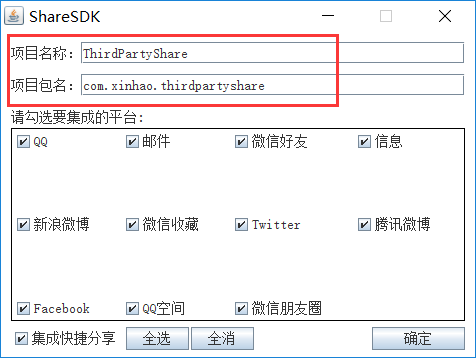 ShareSDK
项目名称: ThirdPartyShare
项目包名: com.xinhao.thirdpartyshare
请勾选要集成的平台:
QQ 邮件 微信好友 信息
新浪微博 微信收藏 Twitter 腾讯微博
Facebook QQ空间 微信朋友圈
集成快捷分享 全选 全消 确定